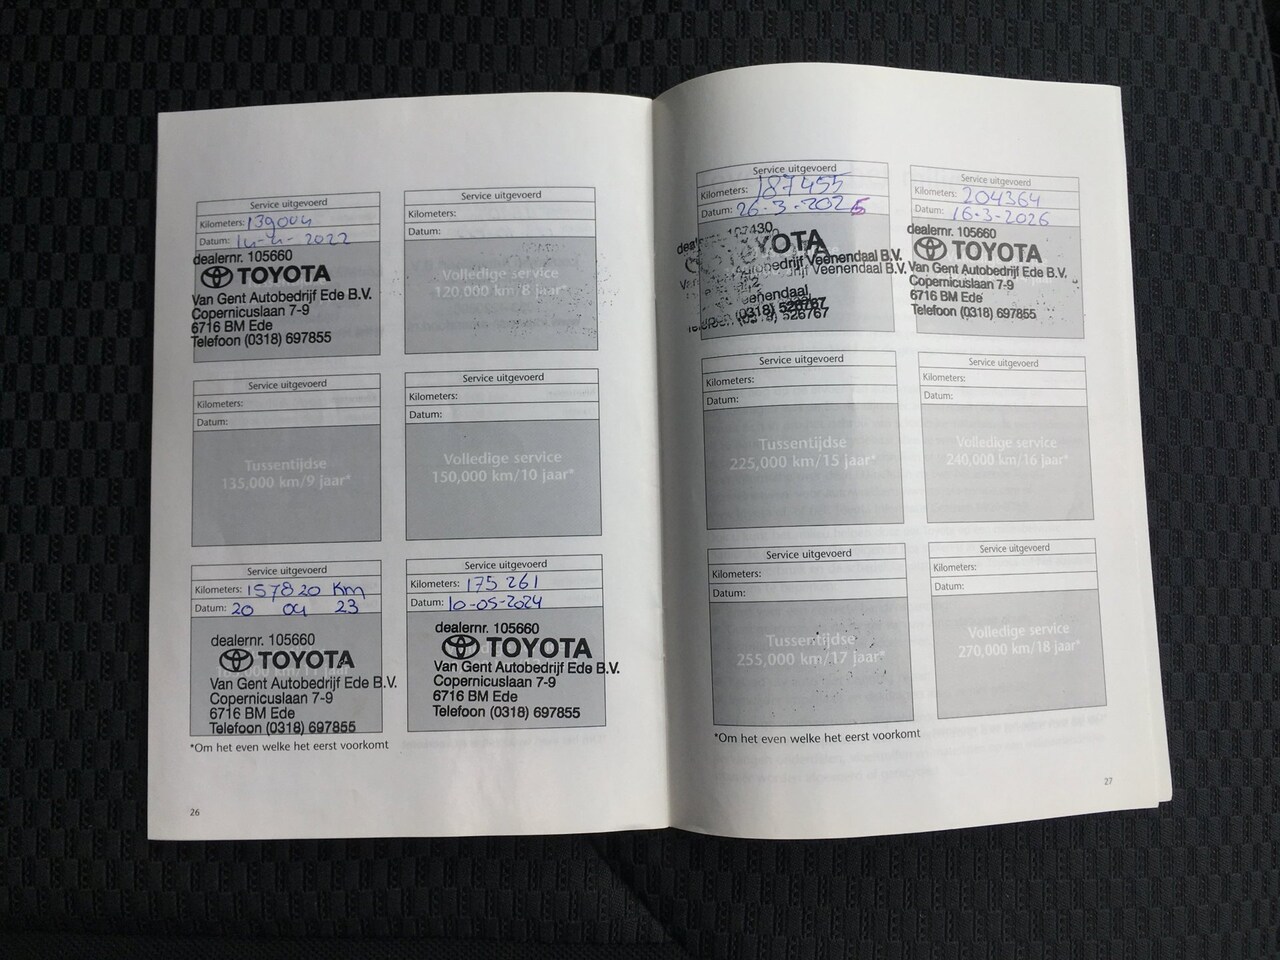 Service uitgevoerd
Kilometers: 139004
Datum: 2022
dealernr. 105660
TOYOTA
Van Gent Autobedrijf Ede B.V.
Copernicuslaan 7-9
6716 BM Ede
Telefoon (0318) 697855
Service uitgevoerd
Kilometers:
Datum:
Volledige service
120,000 km/8 jaar*
Service uitgevoerd
Kilometers:
Datum:
Tussentijdse
135,000 km/9 jaar*
Service uitgevoerd
Kilometers:
Datum:
Volledige service
150,000 km/10 jaar*
Service uitgevoerd
Kilometers: 157820 Km
Datum: 20 04 23
dealernr. 105660
TOYOTA
Van Gent Autobedrijf Ede B.V.
Copernicuslaan 7-9
6716 BM Ede
Telefoon (0318) 697855
Service uitgevoerd
Kilometers: 175 261
Datum: 10-05-2024
dealernr. 105660
TOYOTA
Van Gent Autobedrijf Ede B.V.
Copernicuslaan 7-9
6716 BM Ede
Telefoon (0318) 697855
*Om het even welke het eerst voorkomt
26
Service uitgevoerd
Kilometers: 187455
Datum: 26-3-2025
TOYOTA
Autobedrijf Veenendaal B.V.
Veenendaal
(0318) 526767
Service uitgevoerd
Kilometers: 204364
Datum: 16-3-2026
dealernr. 105660
TOYOTA
Van Gent Autobedrijf Ede B.V.
Copernicuslaan 7-9
6716 BM Ede
Telefoon (0318) 697855
Service uitgevoerd
Kilometers:
Datum:
Tussentijdse
225,000 km/15 jaar*
Service uitgevoerd
Kilometers:
Datum:
Volledige service
240,000 km/16 jaar*
Service uitgevoerd
Kilometers:
Datum:
Tussentijdse
255,000 km/17 jaar*
Service uitgevoerd
Kilometers:
Datum:
Volledige service
270,000 km/18 jaar*
*Om het even welke het eerst voorkomt
27